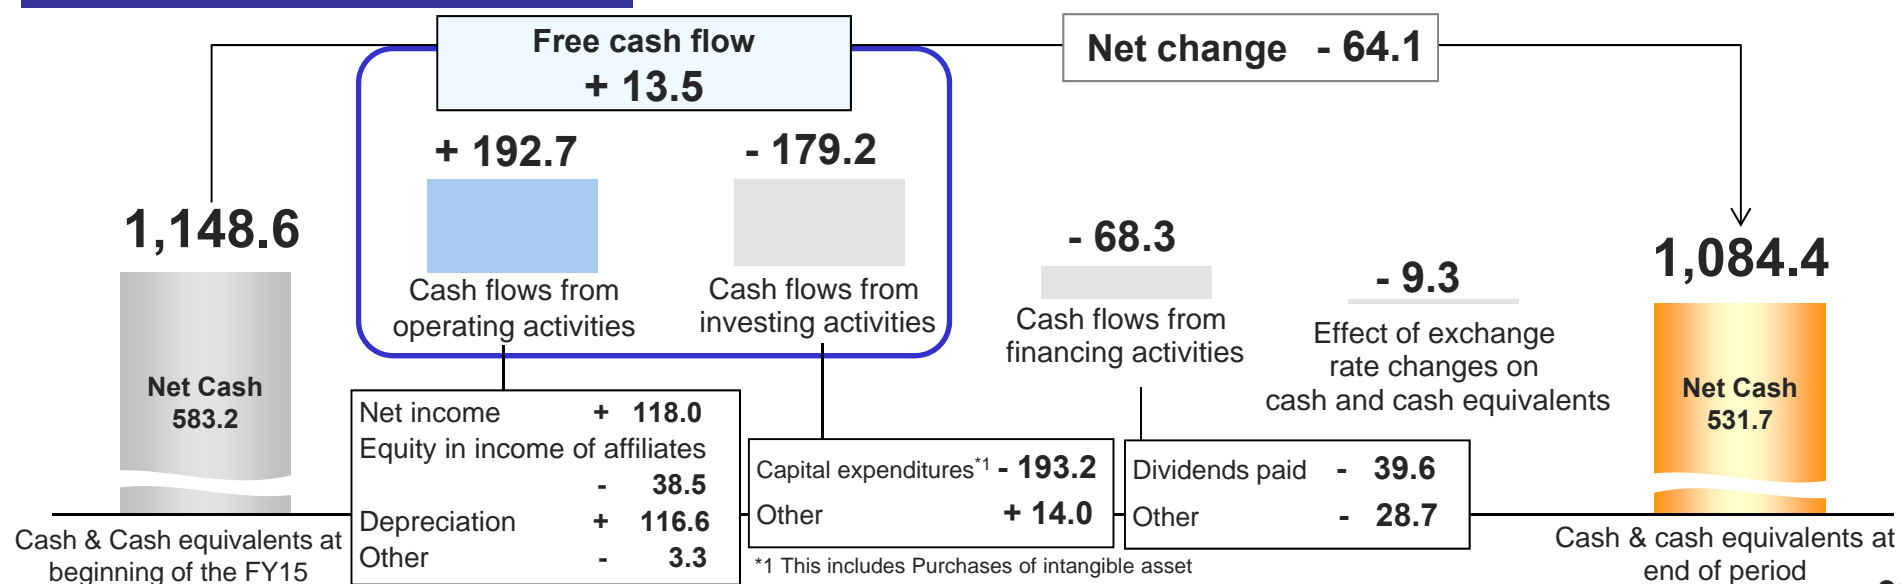 Free cash flow
+ 13.5
Net change - 64.1
+ 192.7
- 179.2
1,148.6
- 68.3
- 9.3
1,084.4
Cash flows from
operating activities
Cash flows from
investing activities
Cash flows from
financing activities
Effect of exchange
rate changes on
cash and cash equivalents
Net Cash
583.2
Net Cash
531.7
Net income + 118.0
Equity in income of affiliates
- 38.5
Depreciation + 116.6
Other - 3.3
Capital expenditures*1 - 193.2
Other + 14.0
Dividends paid - 39.6
Other - 28.7
*1 This includes Purchases of intangible asset
Cash & Cash equivalents at
beginning of the FY15
Cash & cash equivalents at
end of period